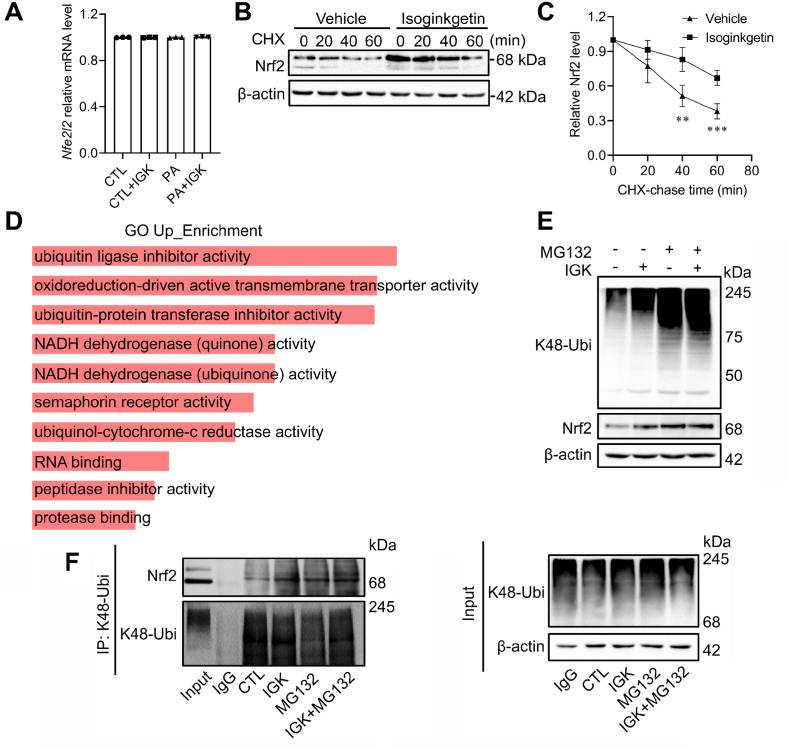 A
Nfe2l2 relative mRNA level
1.2
0.8
0.4
0.0
CTL
CTL+IGK
PA
PA+IGK
B
Vehicle Isoginkgetin
CHX 0 20 40 60 0 20 40 60 (min)
Nrf2 68 kDa
β-actin 42 kDa
C
Relative Nrf2 level
1.2
0.9
0.6
0.3
0.0
Vehicle
Isoginkgetin
** ***
0 20 40 60 80
CHX-chase time (min)
D
GO Up_Enrichment
ubiquitin ligase inhibitor activity
oxidoreduction-driven active transmembrane transporter activity
ubiquitin-protein transferase inhibitor activity
NADH dehydrogenase (quinone) activity
NADH dehydrogenase (ubiquinone) activity
semaphorin receptor activity
ubiquinol-cytochrome-c reductase activity
RNA binding
peptidase inhibitor activity
protease binding
E
MG132 - - + +
IGK - + - +
kDa
K48-Ubi
245
75
50
Nrf2 68
β-actin 42
F
IP: K48-Ubi
kDa
Nrf2 68
245
K48-Ubi
Input
IgG
CTL
IGK
MG132
IGK+MG132
Input
kDa
245
K48-Ubi
68
β-actin 42
IgG
CTL
IGK
MG132
IGK+MG132